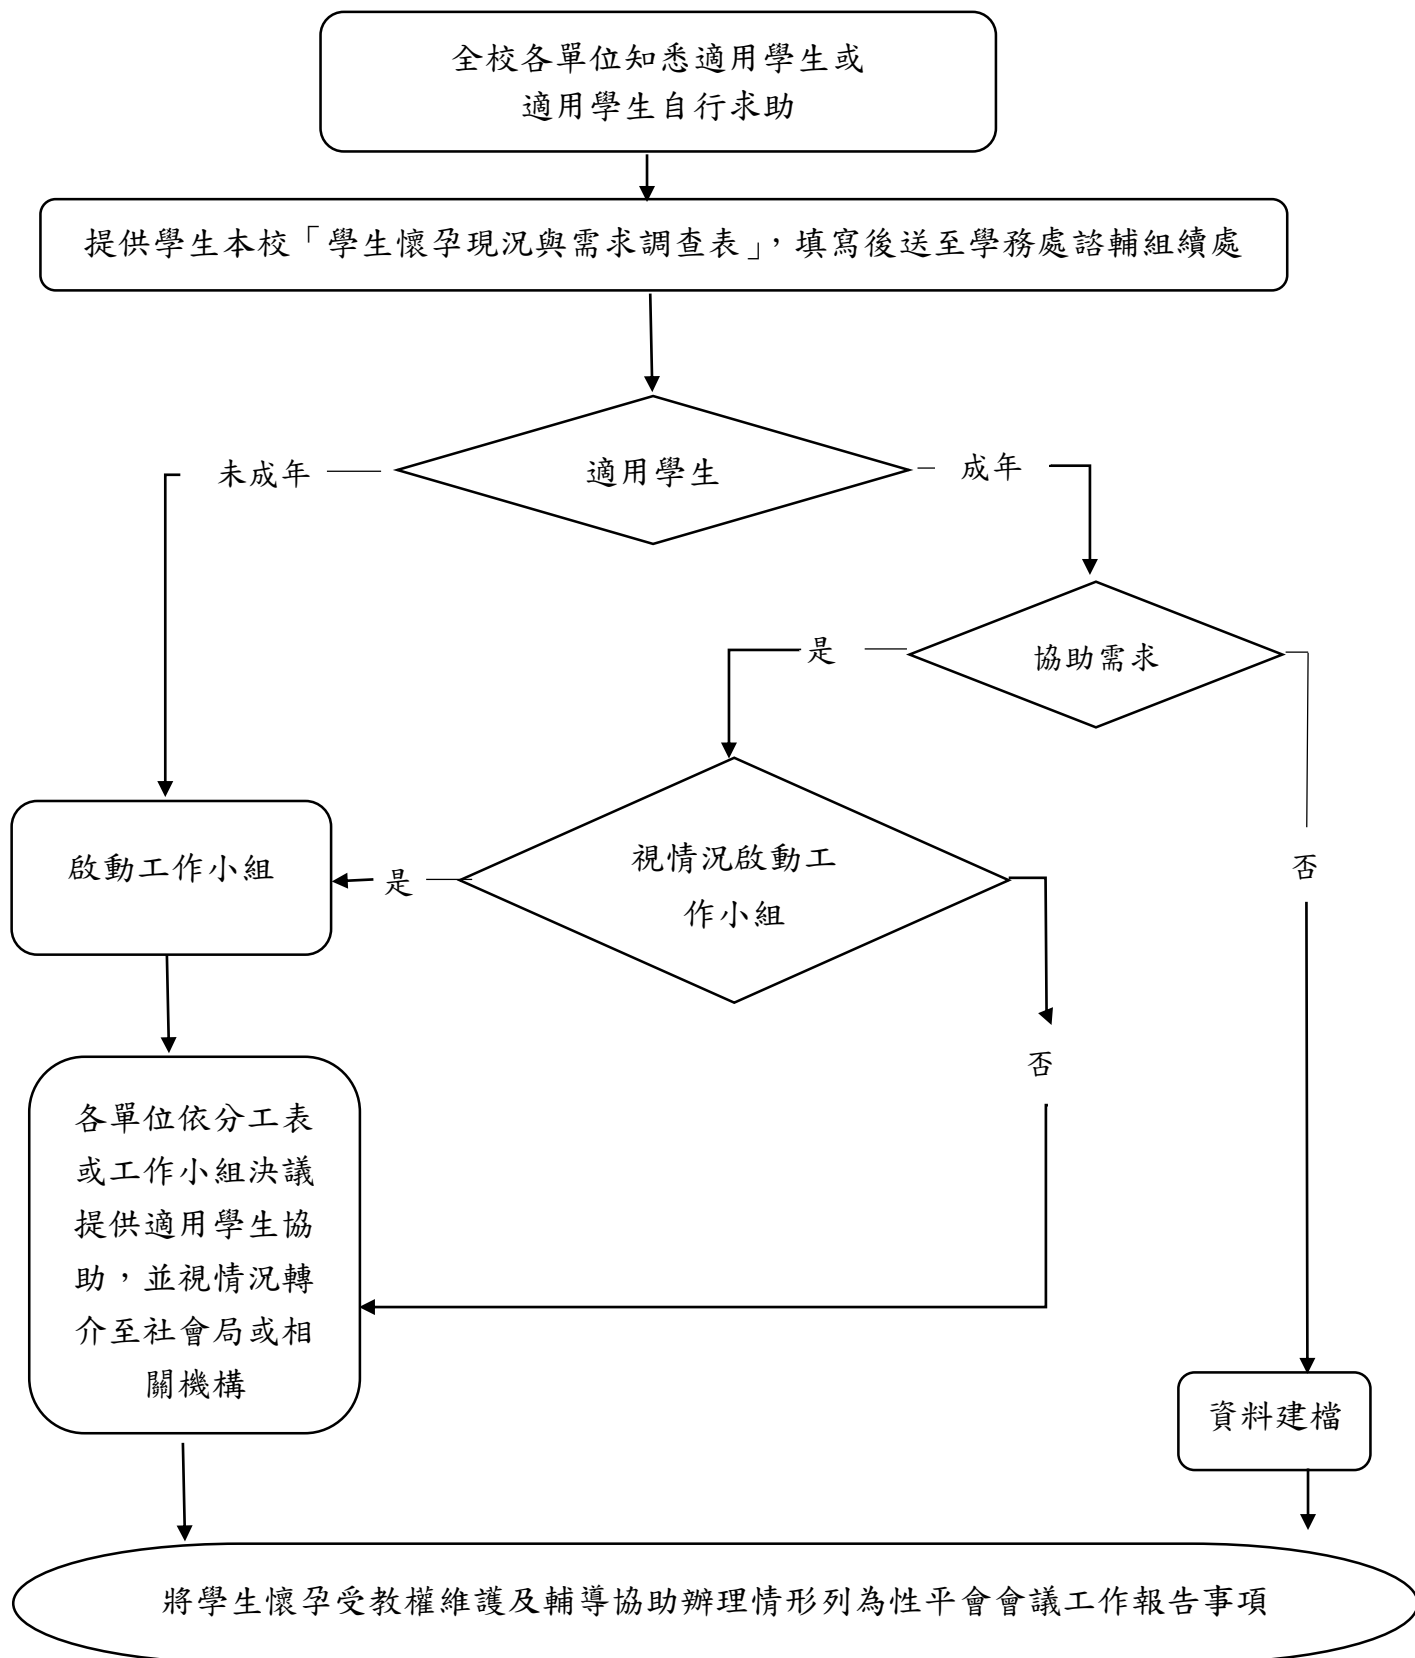 全校各單位知悉適用學生或
適用學生自行求助
提供學生本校「學生懷孕現況與需求調查表」，填寫後送至學務處諮輔組續處
未成年
適用學生
成年
是
協助需求
啟動工作小組
是
視情況啟動工
作小組
否
否
各單位依分工表
或工作小組決議
提供適用學生協
助，並視情況轉
介至社會局或相
關機構
資料建檔
將學生懷孕受教權維護及輔導協助辦理情形列為性平會會議工作報告事項